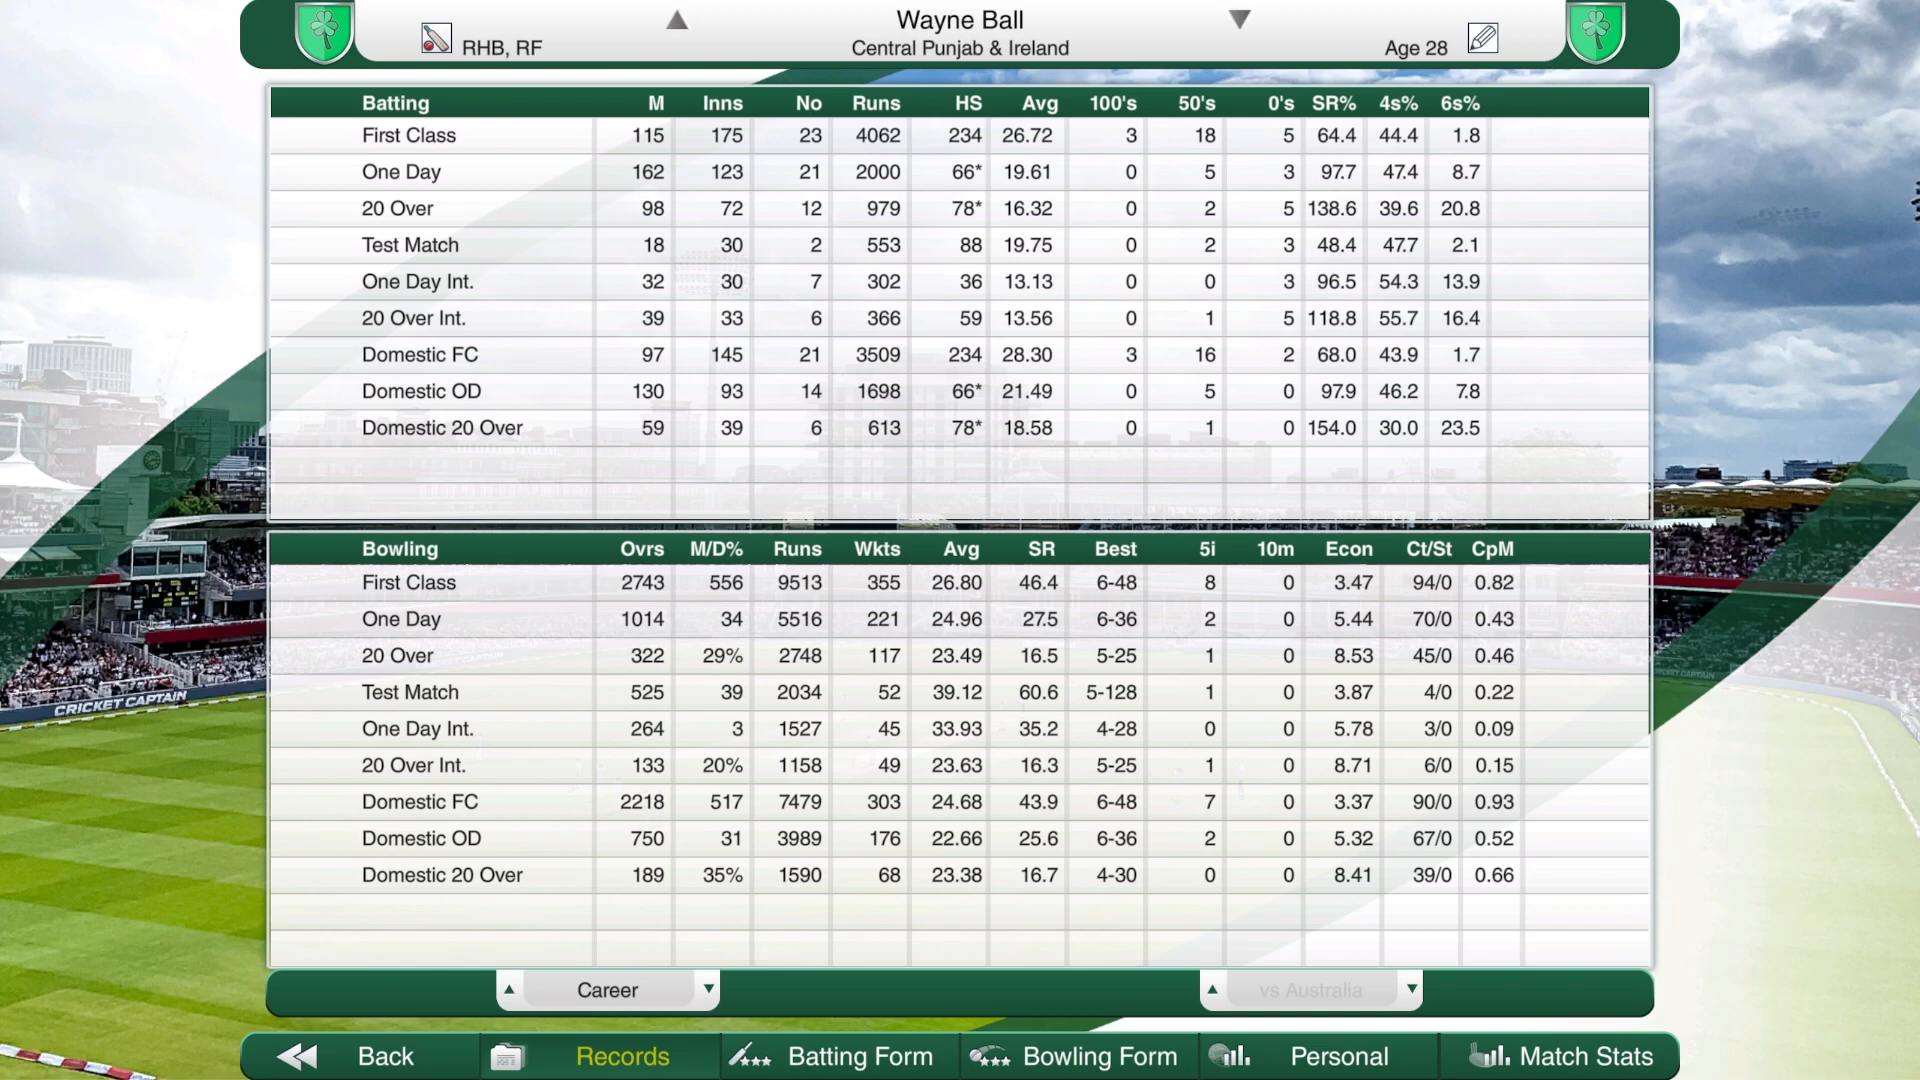 Wayne Ball
RHB, RF Central Punjab & Ireland Age 28
Batting M Inns No Runs HS Avg 100's 50's 0's SR% 4s% 6s%
First Class 115 175 23 4062 234 26.72 3 18 5 64.4 44.4 1.8
One Day 162 123 21 2000 66* 19.61 0 5 3 97.7 47.4 8.7
20 Over 98 72 12 979 78* 16.32 0 2 5 138.6 39.6 20.8
Test Match 18 30 2 553 88 19.75 0 2 3 48.4 47.7 2.1
One Day Int. 32 30 7 302 36 13.13 0 0 3 96.5 54.3 13.9
20 Over Int. 39 33 6 366 59 13.56 0 1 5 118.8 55.7 16.4
Domestic FC 97 145 21 3509 234 28.30 3 16 2 68.0 43.9 1.7
Domestic OD 130 93 14 1698 66* 21.49 0 5 0 97.9 46.2 7.8
Domestic 20 Over 59 39 6 613 78* 18.58 0 1 0 154.0 30.0 23.5
Bowling Ovrs M/D% Runs Wkts Avg SR Best 5i 10m Econ Ct/St CpM
First Class 2743 556 9513 355 26.80 46.4 6-48 8 0 3.47 94/0 0.82
One Day 1014 34 5516 221 24.96 27.5 6-36 2 0 5.44 70/0 0.43
20 Over 322 29% 2748 117 23.49 16.5 5-25 1 0 8.53 45/0 0.46
Test Match 525 39 2034 52 39.12 60.6 5-128 1 0 3.87 4/0 0.22
One Day Int. 264 3 1527 45 33.93 35.2 4-28 0 0 5.78 3/0 0.09
20 Over Int. 133 20% 1158 49 23.63 16.3 5-25 1 0 8.71 6/0 0.15
Domestic FC 2218 517 7479 303 24.68 43.9 6-48 7 0 3.37 90/0 0.93
Domestic OD 750 31 3989 176 22.66 25.6 6-36 2 0 5.32 67/0 0.52
Domestic 20 Over 189 35% 1590 68 23.38 16.7 4-30 0 0 8.41 39/0 0.66
CRICKET CAPTAIN
Career vs Australia
Back Records Batting Form Bowling Form Personal Match Stats